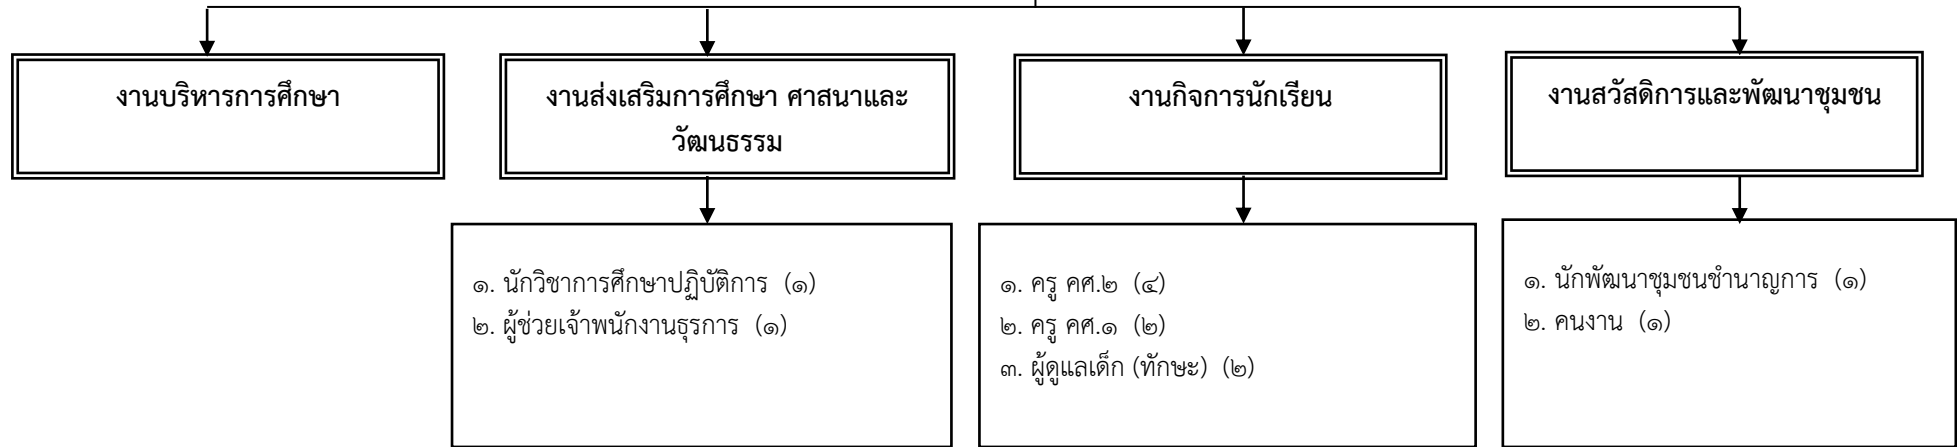 งานบริหารการศึกษา
งานส่งเสริมการศึกษา ศาสนาและ
วัฒนธรรม
งานกิจการนักเรียน
งานสวัสดิการและพัฒนาชุมชน
๑. นักวิชาการศึกษาปฏิบัติการ (๑)
๒. ผู้ช่วยเจ้าพนักงานธุรการ (๑)
๑. ครู คศ.๒ (๔)
๒. ครู คศ.๑ (๒)
๓. ผู้ดูแลเด็ก (ทักษะ) (๒)
๑. นักพัฒนาชุมชนชำนาญการ (๑)
๒. คนงาน (๑)